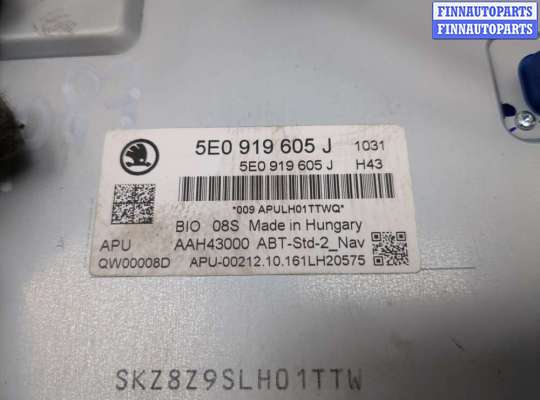 FINNAUTOPARTS
FINNAUTOPARTS
FINNAUTOPARTS
5E0 919 605 J 1031
5E0 919 605 J H43
*009 APULH01TTWQ*
BIO 08S Made in Hungary
APU AAH43000 ABT-Std-2_Nav
QW00008D APU-00212.10.161LH20575
SKZ8Z9SLH01TTW